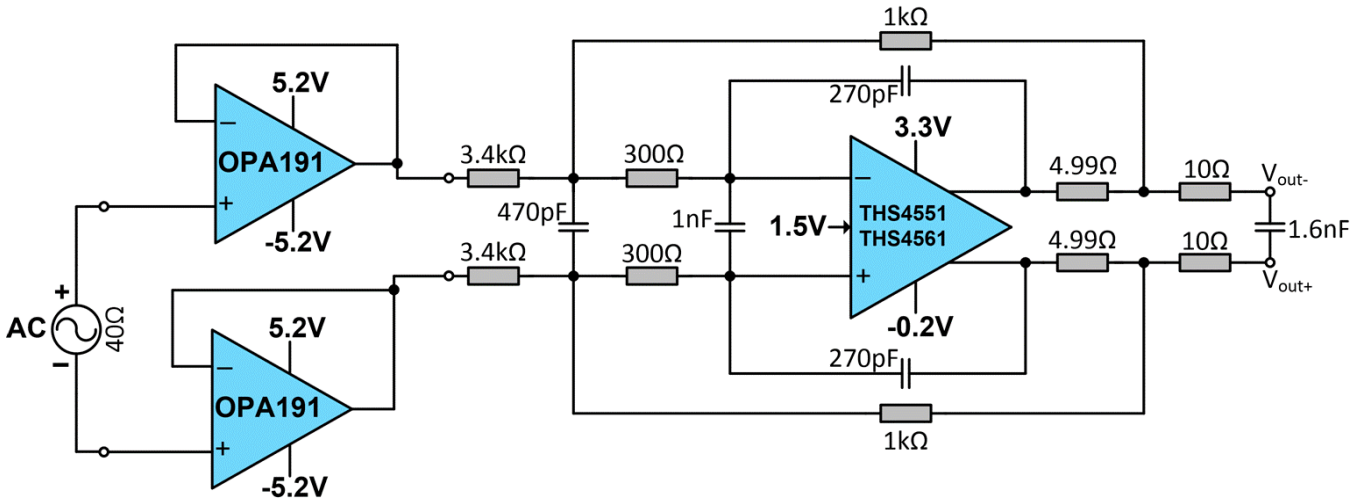 1kΩ
270pF
5.2V
−
OPA191
+
-5.2V
3.4kΩ
300Ω
470pF
1nF
3.3V
−
1.5V
THS4551
THS4561
+
-0.2V
4.99Ω
10Ω
Vout-
1.6nF
4.99Ω
10Ω
Vout+
3.4kΩ
300Ω
+
AC
40Ω
−
5.2V
−
OPA191
+
-5.2V
270pF
1kΩ